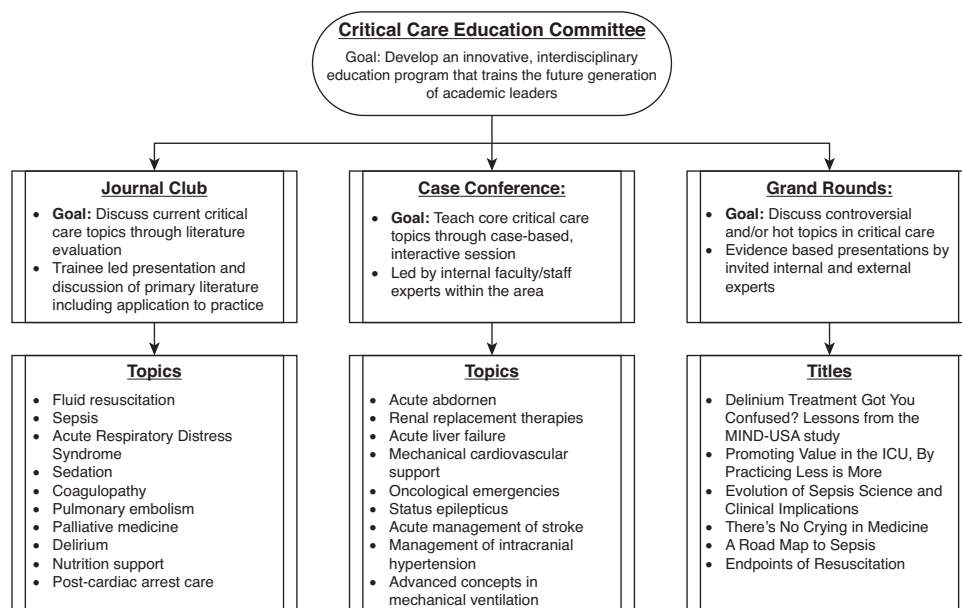 Critical Care Education Committee
Goal: Develop an innovative, interdisciplinary
education program that trains the future generation
of academic leaders
Journal Club
• Goal: Discuss current critical
care topics through literature
evaluation
• Trainee led presentation and
discussion of primary literature
including application to practice
Case Conference:
• Goal: Teach core critical care
topics through case-based,
interactive session
• Led by internal faculty/staff
experts within the area
Grand Rounds:
• Goal: Discuss controversial
and/or hot topics in critical care
• Evidence based presentations by
invited internal and external
experts
Topics
• Fluid resuscitation
• Sepsis
• Acute Respiratory Distress
Syndrome
• Sedation
• Coagulopathy
• Pulmonary embolism
• Palliative medicine
• Delirium
• Nutrition support
• Post-cardiac arrest care
Topics
• Acute abdornen
• Renal replacement therapies
• Acute liver failure
• Mechanical cardiovascular
support
• Oncological emergencies
• Status epilepticus
• Acute management of stroke
• Management of intracranial
hypertension
• Advanced concepts in
mechanical ventilation
Titles
• Delinium Treatment Got You
Confused? Lessons from the
MIND-USA study
• Promoting Value in the ICU, By
Practicing Less is More
• Evolution of Sepsis Science and
Clinical Implications
• There's No Crying in Medicine
• A Road Map to Sepsis
• Endpoints of Resuscitation